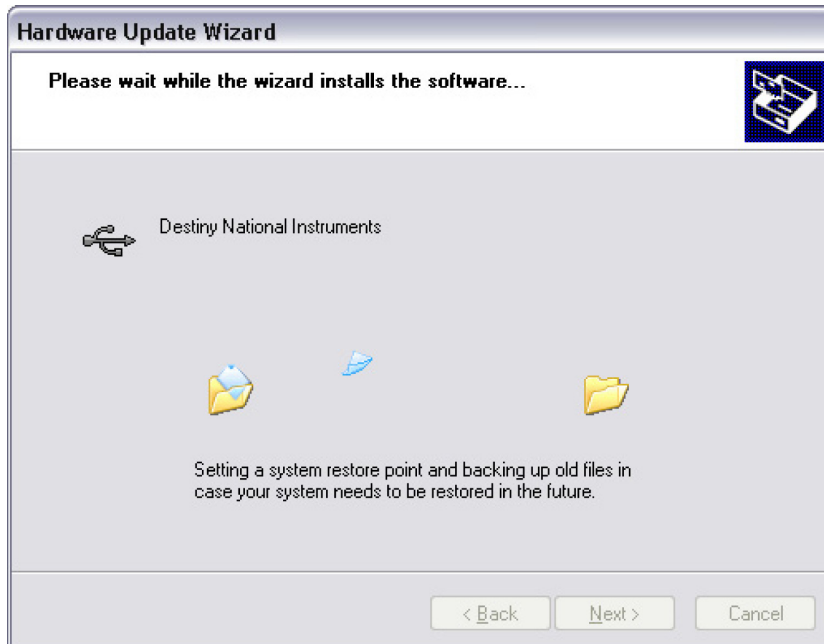 Hardware Update Wizard
Please wait while the wizard installs the software...
Destiny National Instruments
Setting a system restore point and backing up old files in
case your system needs to be restored in the future.
< Back
Next >
Cancel